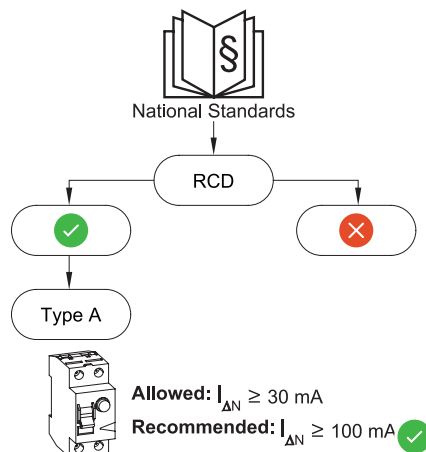 §
National Standards
RCD
Type A
Allowed: IΔN ≥ 30 mA
Recommended: IΔN ≥ 100 mA